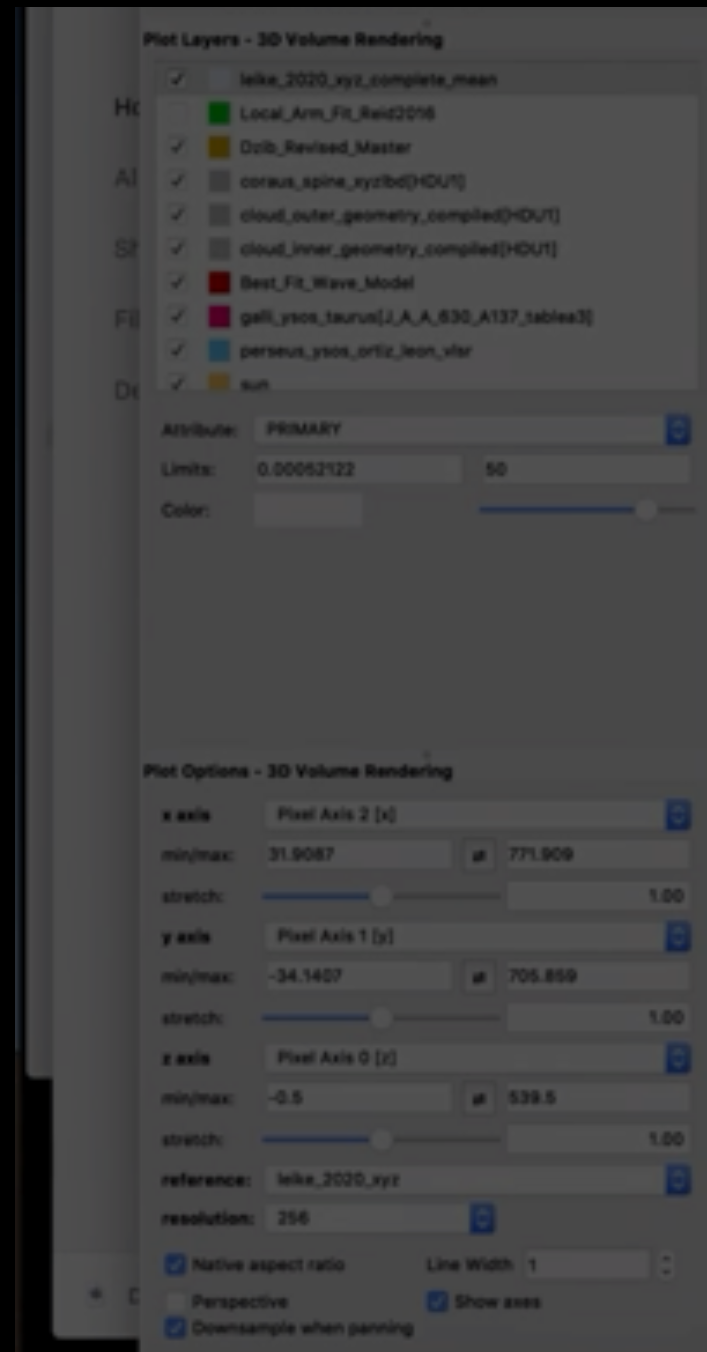 Plot Layers - 3D Volume Rendering
leike_2020_xyz_complete_mean
Local_Arm_Fit_Reid2016
Dzib_Revised_Master
coraus_spine_xyzlbd[HDU1]
cloud_outer_geometry_compiled[HDU1]
cloud_inner_geometry_compiled[HDU1]
Best_Fit_Wave_Model
galli_ysos_taurus[J_A_A_630_A137_tablea3]
perseus_ysos_ortiz_leon_vlsr
sun
Attribute: PRIMARY
Limits: 0.00052122 50
Color:
Plot Options - 3D Volume Rendering
x axis Pixel Axis 2 [x]
min/max: 31.9087 771.909
stretch: 1.00
y axis Pixel Axis 1 [y]
min/max: -34.1407 705.859
stretch: 1.00
z axis Pixel Axis 0 [z]
min/max: -0.5 539.5
stretch: 1.00
reference: leike_2020_xyz
resolution: 256
Native aspect ratio Line Width 1
Perspective Show axes
Downsample when panning